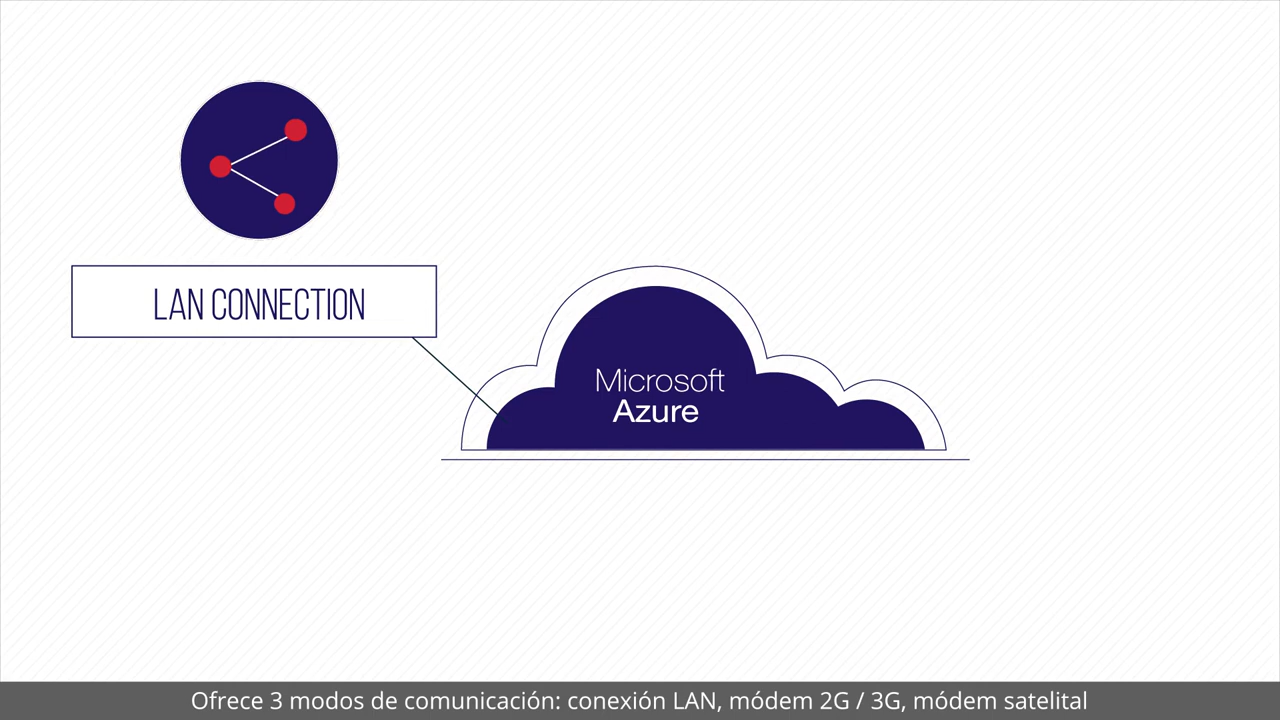 LAN CONNECTION
Microsoft
Azure
Ofrece 3 modos de comunicación: conexión LAN, módem 2G / 3G, módem satelital